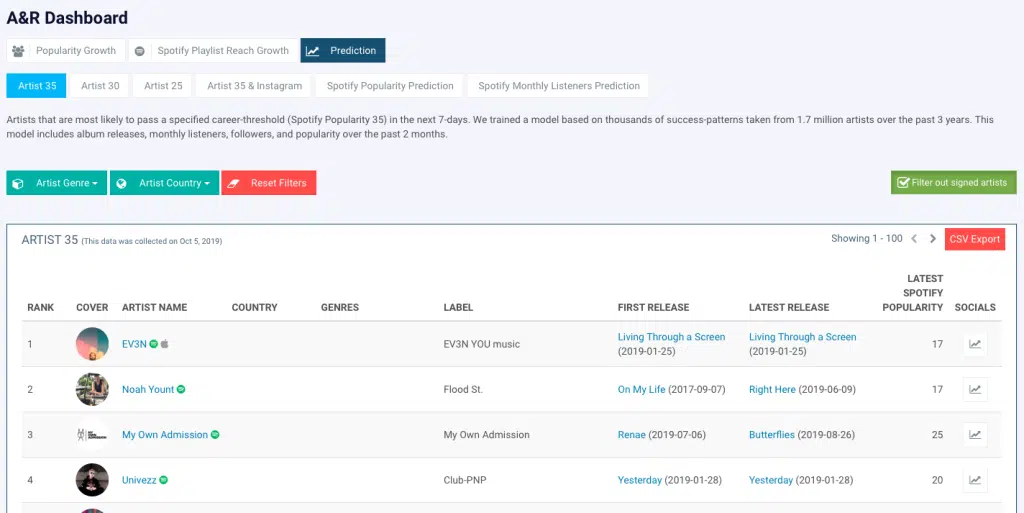 A&R Dashboard
Popularity Growth Spotify Playlist Reach Growth Prediction
Artist 35 Artist 30 Artist 25 Artist 35 & Instagram Spotify Popularity Prediction Spotify Monthly Listeners Prediction
Artists that are most likely to pass a specified career-threshold (Spotify Popularity 35) in the next 7-days. We trained a model based on thousands of success-patterns taken from 1.7 million artists over the past 3 years. This
model includes album releases, monthly listeners, followers, and popularity over the past 2 months.
Artist Genre Artist Country Reset Filters Filter out signed artists
ARTIST 35 (This data was collected on Oct 5, 2019) Showing 1 - 100 CSV Export
LATEST
SPOTIFY
RANK COVER ARTIST NAME COUNTRY GENRES LABEL FIRST RELEASE LATEST RELEASE POPULARITY SOCIALS
1 EV3N EV3N YOU music Living Through a Screen (2019-01-25) Living Through a Screen (2019-01-25) 17
2 Noah Yount Flood St. On My Life (2017-09-07) Right Here (2019-06-09) 17
3 My Own Admission My Own Admission Renae (2019-07-06) Butterflies (2019-08-26) 25
4 Univezz Club-PNP Yesterday (2019-01-28) Yesterday (2019-01-28) 20